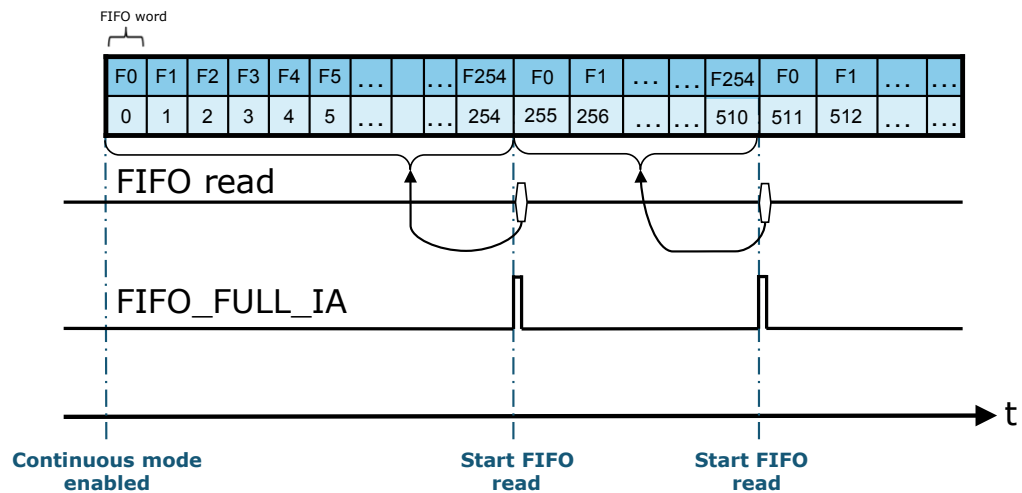 FIFO word
F0 F1 F2 F3 F4 F5 ... ... F254 F0 F1 ... ... F254 F0 F1 ... ...
0 1 2 3 4 5 ... ... 254 255 256 ... ... 510 511 512 ... ...
FIFO read
FIFO_FULL_IA
t
Continuous mode
enabled
Start FIFO
read
Start FIFO
read